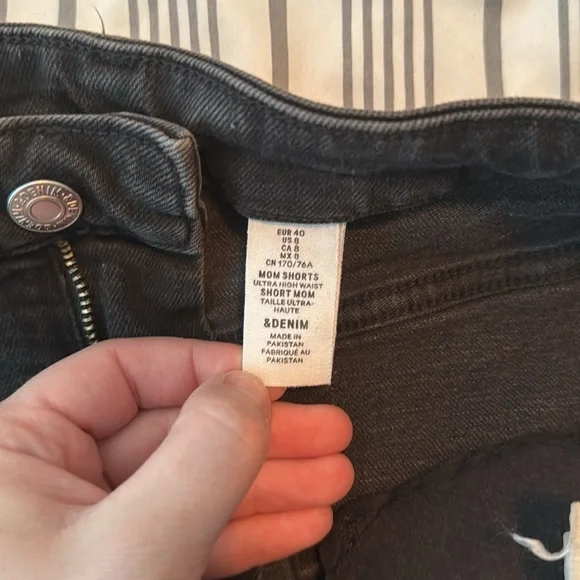 EUR 40
US 8
CA 8
MX 8
CN 170/76A
MOM SHORTS
ULTRA HIGH WAIST
SHORT MOM
TAILLE ULTRA-
HAUTE
&DENIM
MADE IN
PAKISTAN
FABRIQUÉ AU
PAKISTAN